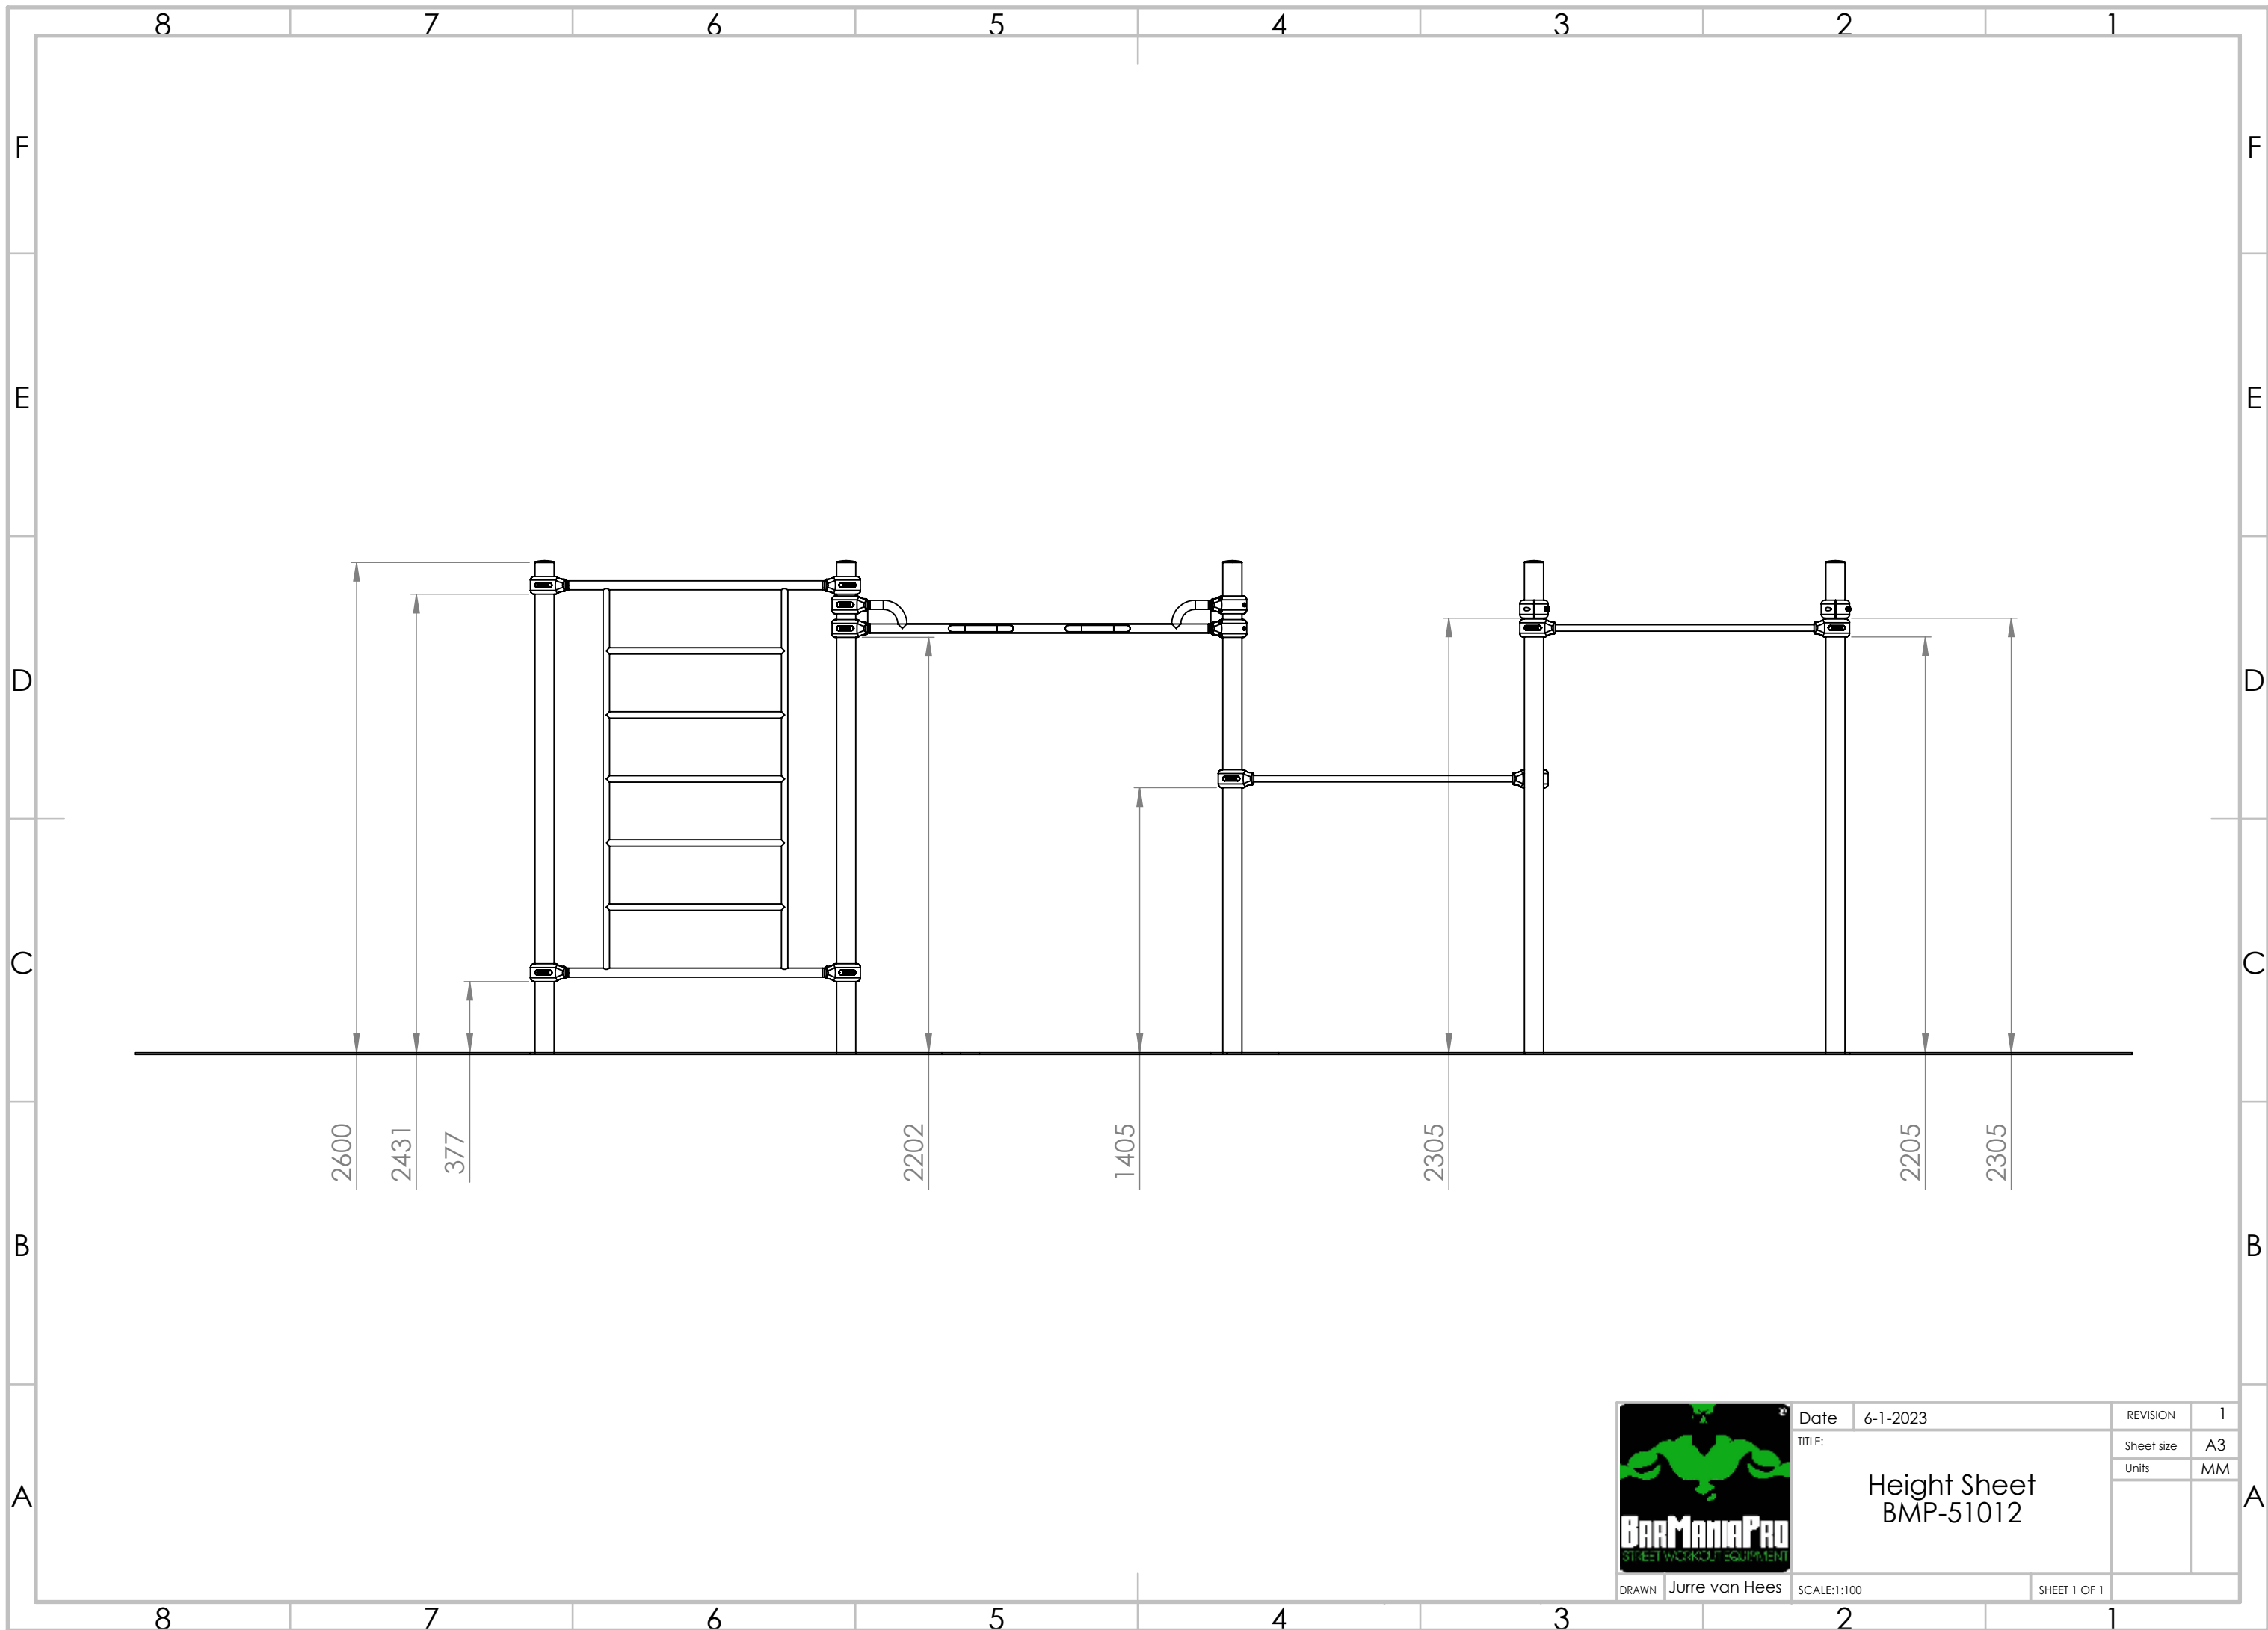 8 7 6 5 4 3 2 1
F F
E E
D D
C C
B B
A A
2600
2431
377
2202
1405
2305
2205
2305
BARMANIAPRO
STREET WORKOUT EQUIPMENT
Date 6-1-2023
REVISION 1
TITLE:
Sheet size A3
Units MM
Height Sheet
BMP-51012
DRAWN Jurre van Hees
SCALE:1:100
SHEET 1 OF 1
8 7 6 5 4 3 2 1